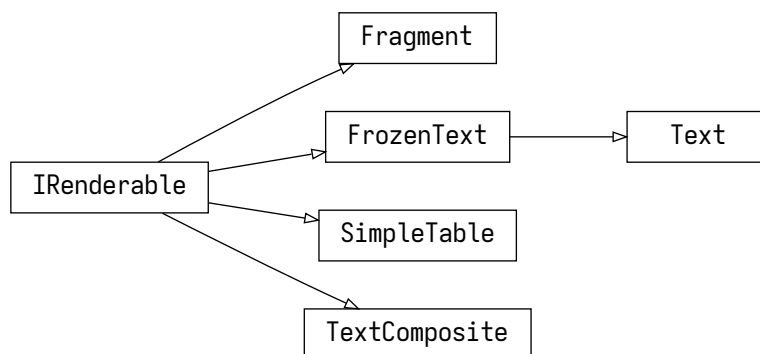 Fragment
FrozenText
Text
IRenderable
SimpleTable
TextComposite